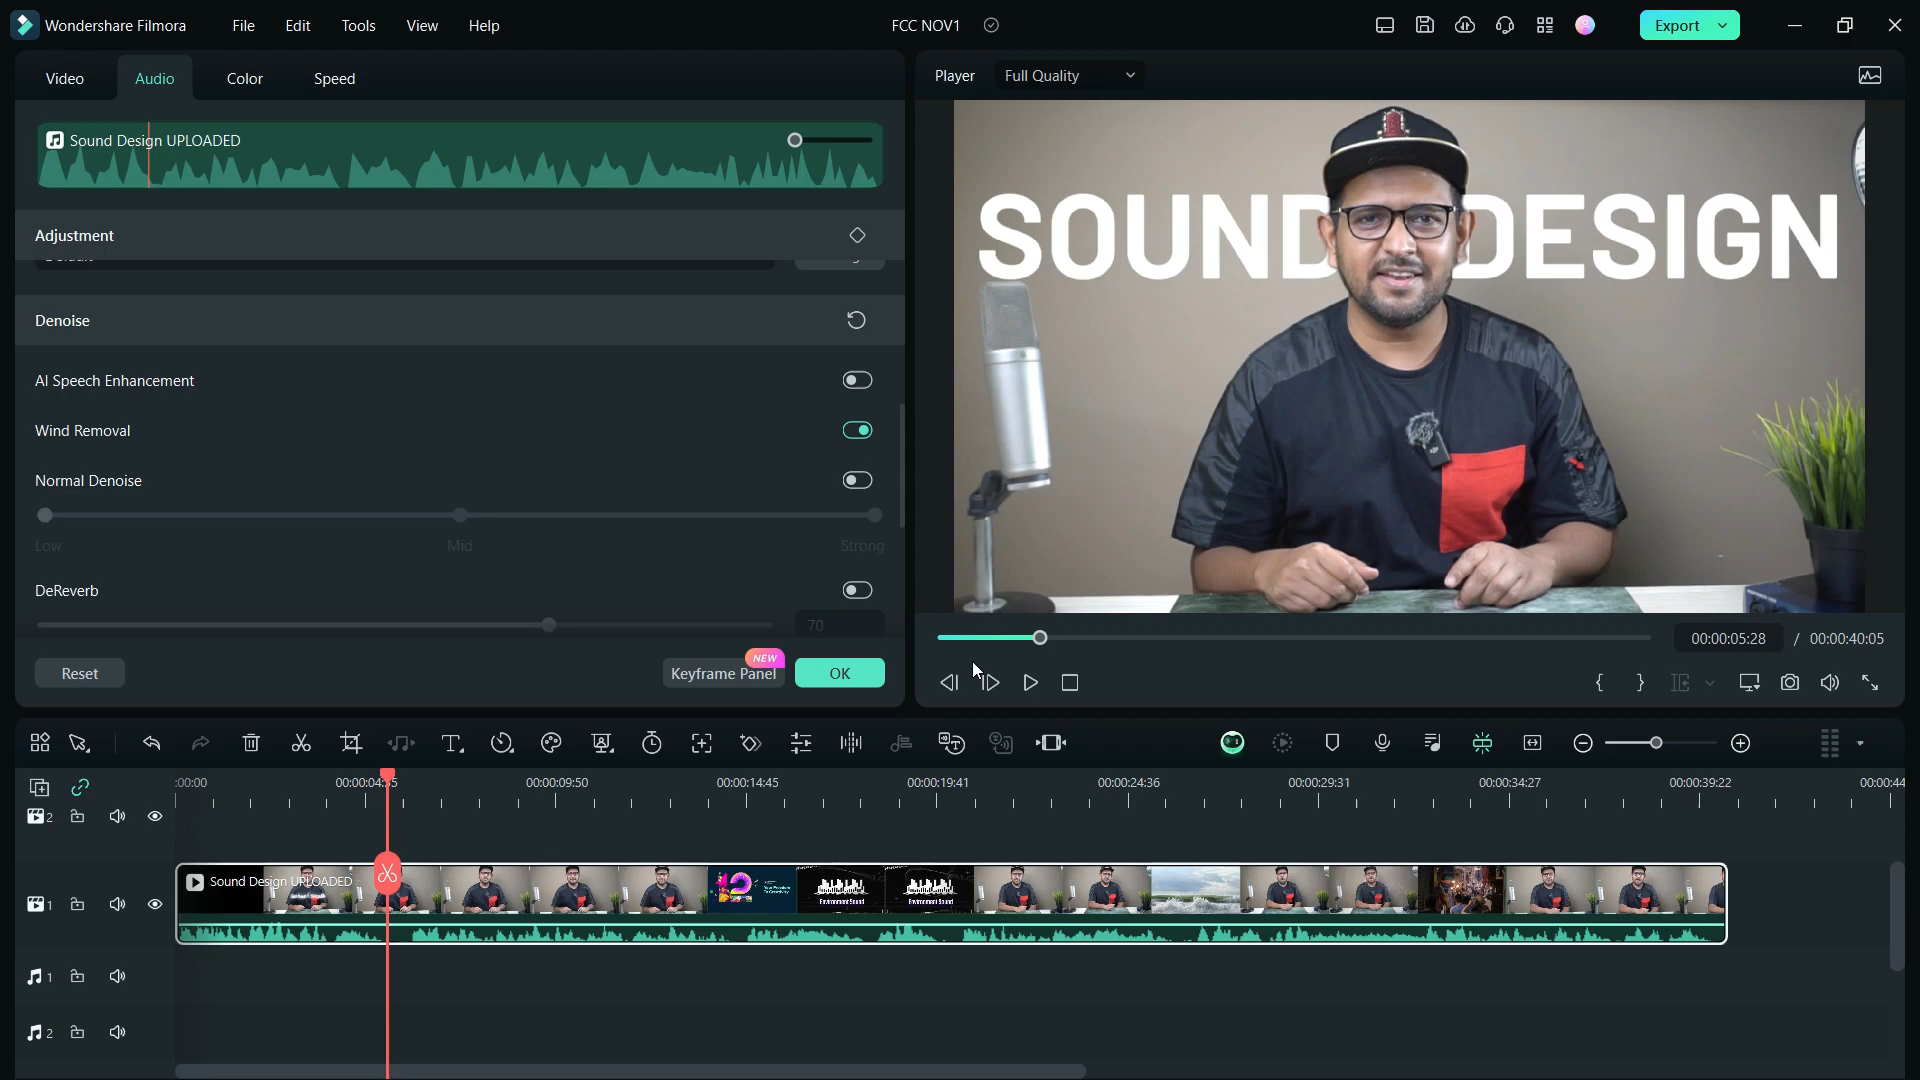 Wondershare Filmora
File
Edit
Tools
View
Help
FCC NOV1
Export
Video
Audio
Color
Speed
Player
Full Quality
Sound Design UPLOADED
SOUND DESIGN
Adjustment
Denoise
AI Speech Enhancement
Wind Removal
Normal Denoise
Low
Mid
Strong
DeReverb
70
00:00:05:28 / 00:00:40:05
Reset
NEW
Keyframe Panel
OK
:00:00
00:00:09:50
00:00:14:45
00:00:19:41
00:00:24:36
00:00:29:31
00:00:34:27
00:00:39:22
00:00:44
2
Sound Design UPLOADED
Environment Sound
Environment Sound
1
1
2